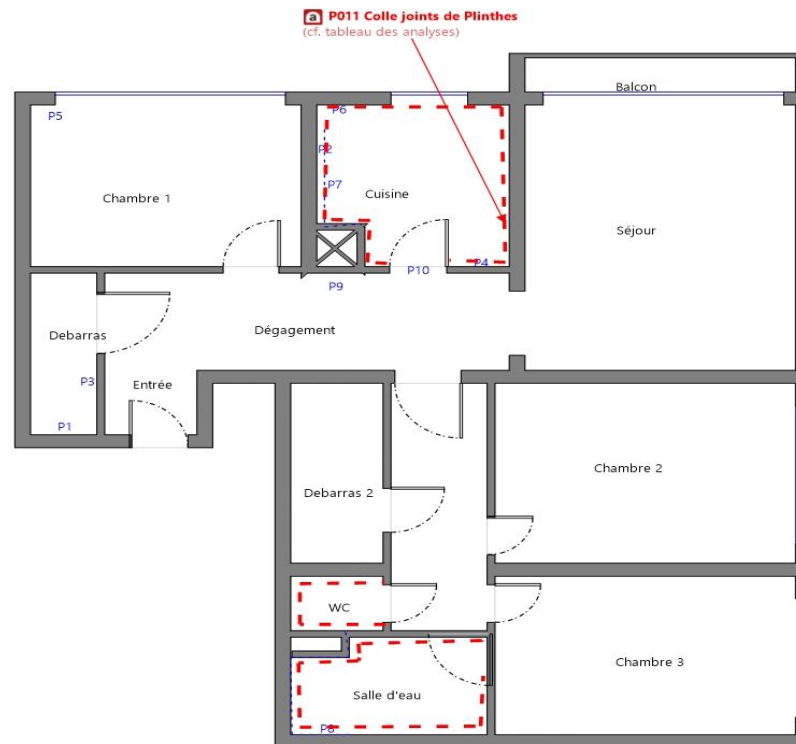 a P011 Colle joints de Plinthes
(cf. tableau des analyses)
Balcon
P5
P6
P2
P7
Cuisine
Chambre 1
Séjour
P4
P10
P9
Dégagement
Debarras
P3
Entrée
P1
Chambre 2
Debarras 2
WC
Chambre 3
Salle d'eau
P8